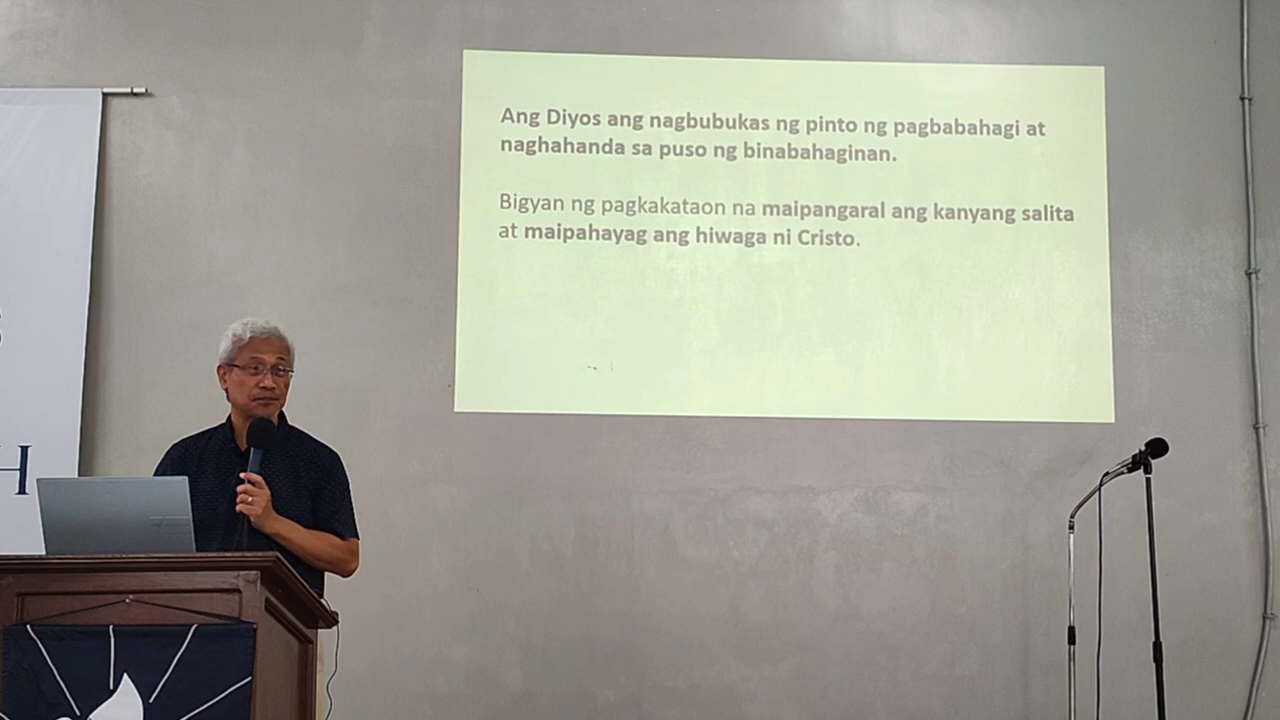 Ang Diyos ang nagbubukas ng pinto ng pagbabahagi at
naghahanda sa puso ng binabahaginan.
Bigyan ng pagkakataon na maipangaral ang kanyang salita
at maipahayag ang hiwaga ni Cristo.
H